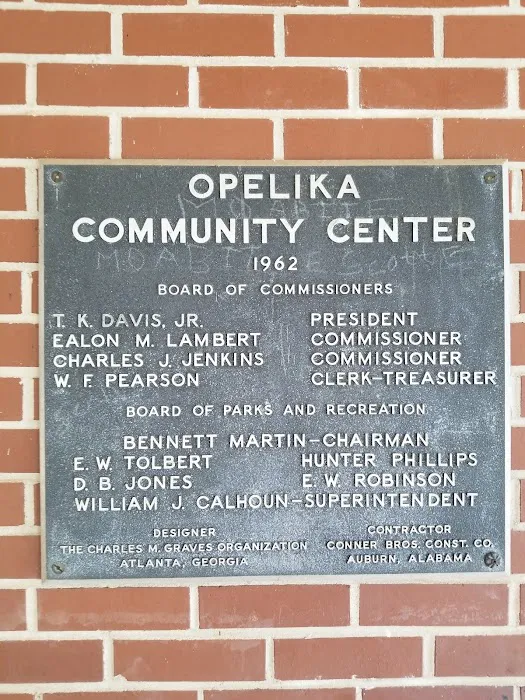 OPELIKA
COMMUNITY CENTER
1962
BOARD OF COMMISSIONERS
T. K. DAVIS, JR. PRESIDENT
EALON M. LAMBERT COMMISSIONER
CHARLES J. JENKINS COMMISSIONER
W. F. PEARSON CLERK-TREASURER
BOARD OF PARKS AND RECREATION
BENNETT MARTIN-CHAIRMAN
E. W. TOLBERT HUNTER PHILLIPS
D. B. JONES E. W. ROBINSON
WILLIAM J. CALHOUN-SUPERINTENDENT
DESIGNER CONTRACTOR
THE CHARLES M. GRAVES ORGANIZATION CONNER BROS. CONST. CO.
ATLANTA, GEORGIA AUBURN, ALABAMA